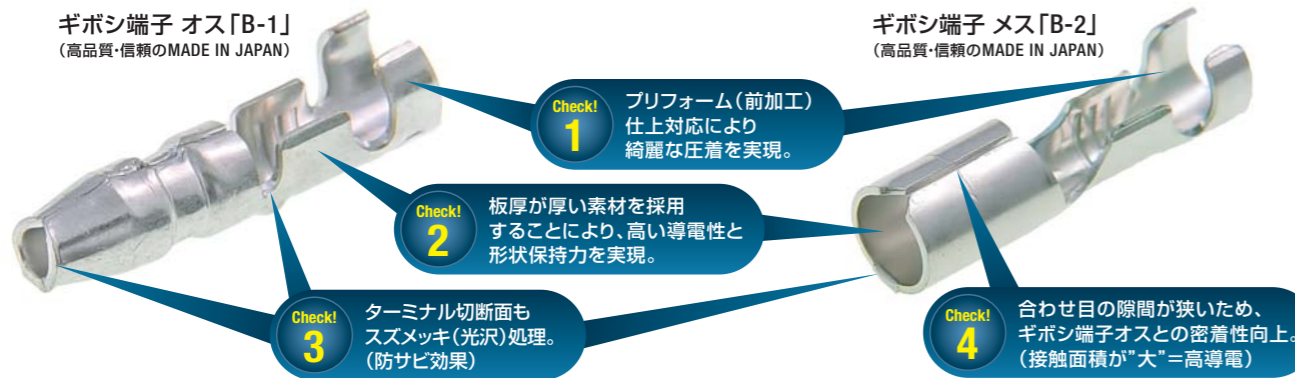 ギボシ端子 オス「B-1」
（高品質・信頼のMADE IN JAPAN）
ギボシ端子 メス「B-2」
（高品質・信頼のMADE IN JAPAN）
Check!
1
プリフォーム（前加工）
仕上対応により
綺麗な圧着を実現。
Check!
2
板厚が厚い素材を採用
することにより、高い導電性と
形状保持力を実現。
Check!
3
ターミナル切断面も
スズメッキ（光沢）処理。
（防サビ効果）
Check!
4
合わせ目の隙間が狭いため、
ギボシ端子オスとの密着性向上。
（接触面積が”大”＝高導電）